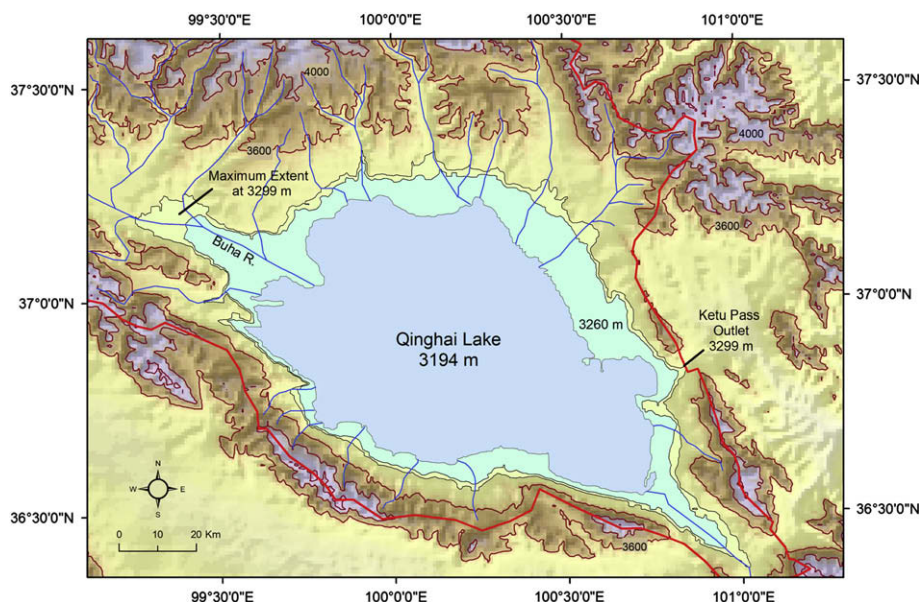 99°30'0"E 100°0'0"E 100°30'0"E 101°0'0"E
37°30'0"N
37°30'0"N
4000
4000
3600
Maximum Extent
at 3299 m
3600
Buha R.
37°0'0"N
37°0'0"N
3260 m
Ketu Pass
Outlet
3299 m
Qinghai Lake
3194 m
N
W E
S
36°30'0"N
36°30'0"N
3600
0 10 20 Km
99°30'0"E 100°0'0"E 100°30'0"E 101°0'0"E